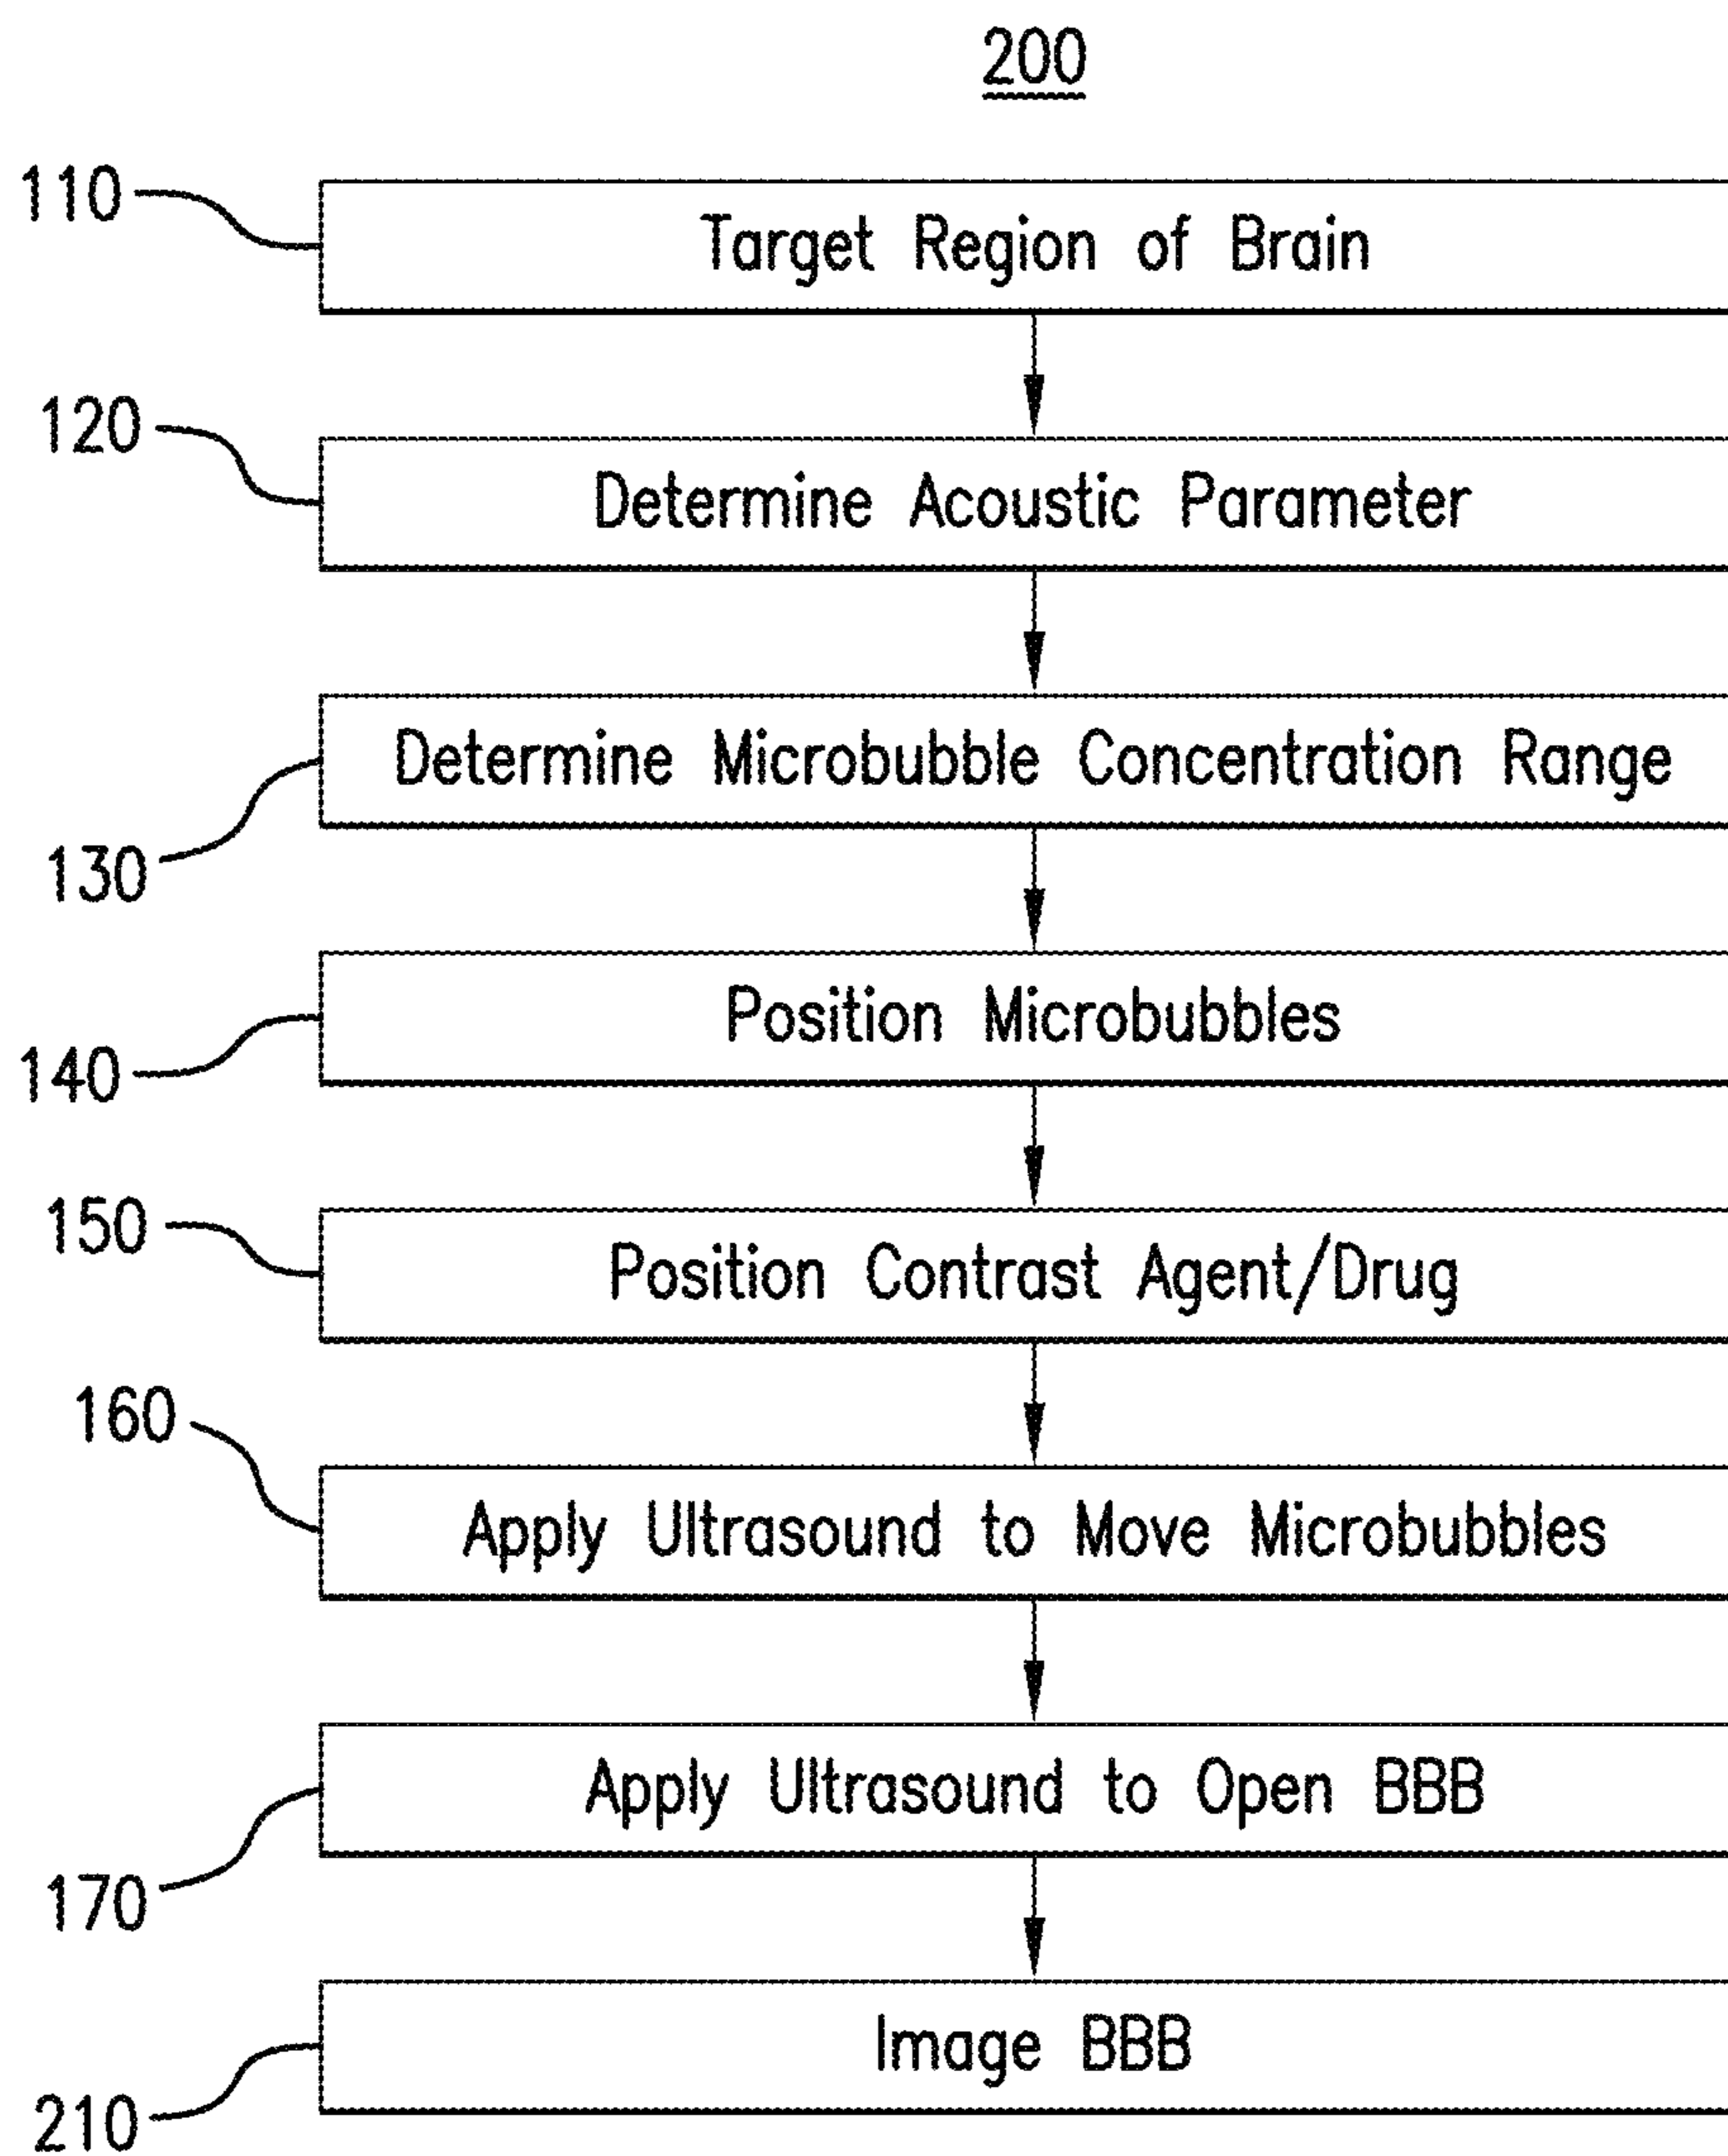 200
110
Target Region of Brain
120
Determine Acoustic Parameter
Determine Microbubble Concentration Range
130
Position Microbubbles
140
150
Position Contrast Agent/Drug
160
Apply Ultrasound to Move Microbubbles
Apply Ultrasound to Open BBB
170
Image BBB
210